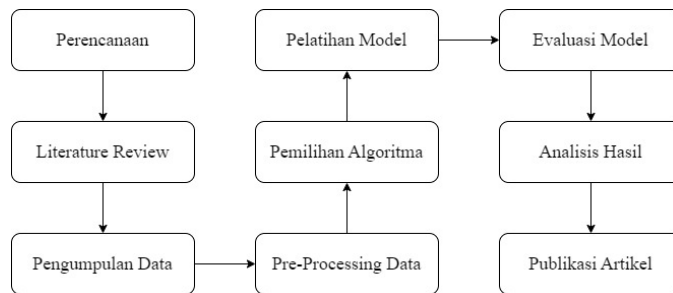 Perencanaan
Literature Review
Pengumpulan Data
Pre-Processing Data
Pemilihan Algoritma
Pelatihan Model
Evaluasi Model
Analisis Hasil
Publikasi Artikel